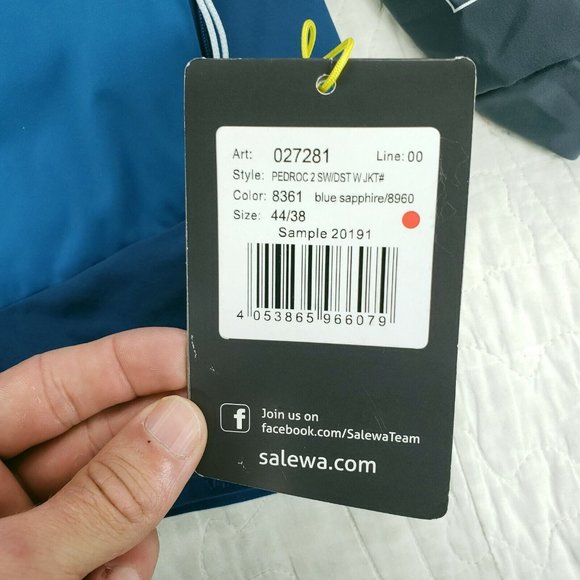 Art: 027281 Line: 00
Style: PEDROC 2 SW/DST W JKT#
Color: 8361 blue sapphire/8960
Size: 44/38
Sample 20191
4 053865 966079
f Join us on
facebook.com/SalewaTeam
salewa.com